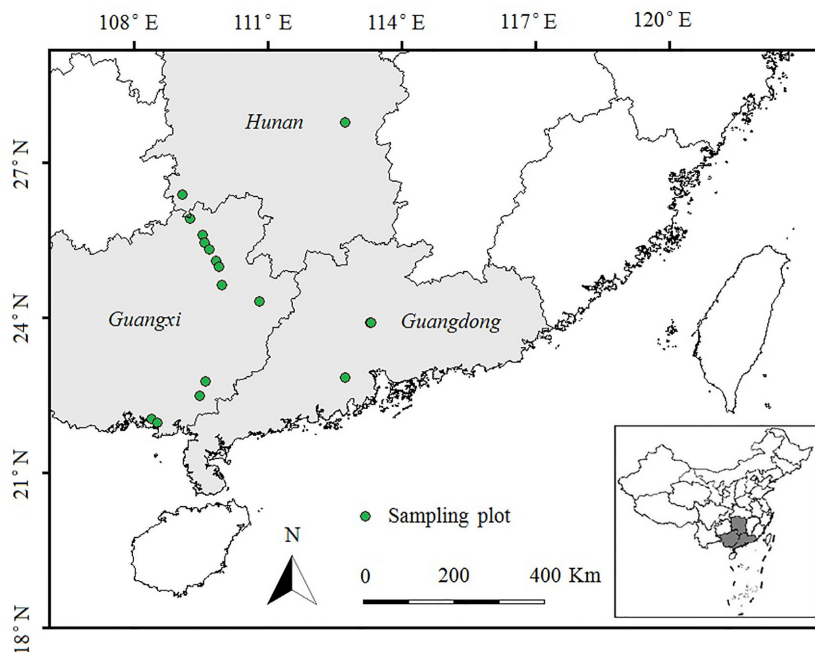 108° E 111° E 114° E 117° E 120° E
Hunan
27° N
24° N
Guangxi
Guangdong
21° N
Sampling plot
N
0 200 400 Km
18° N